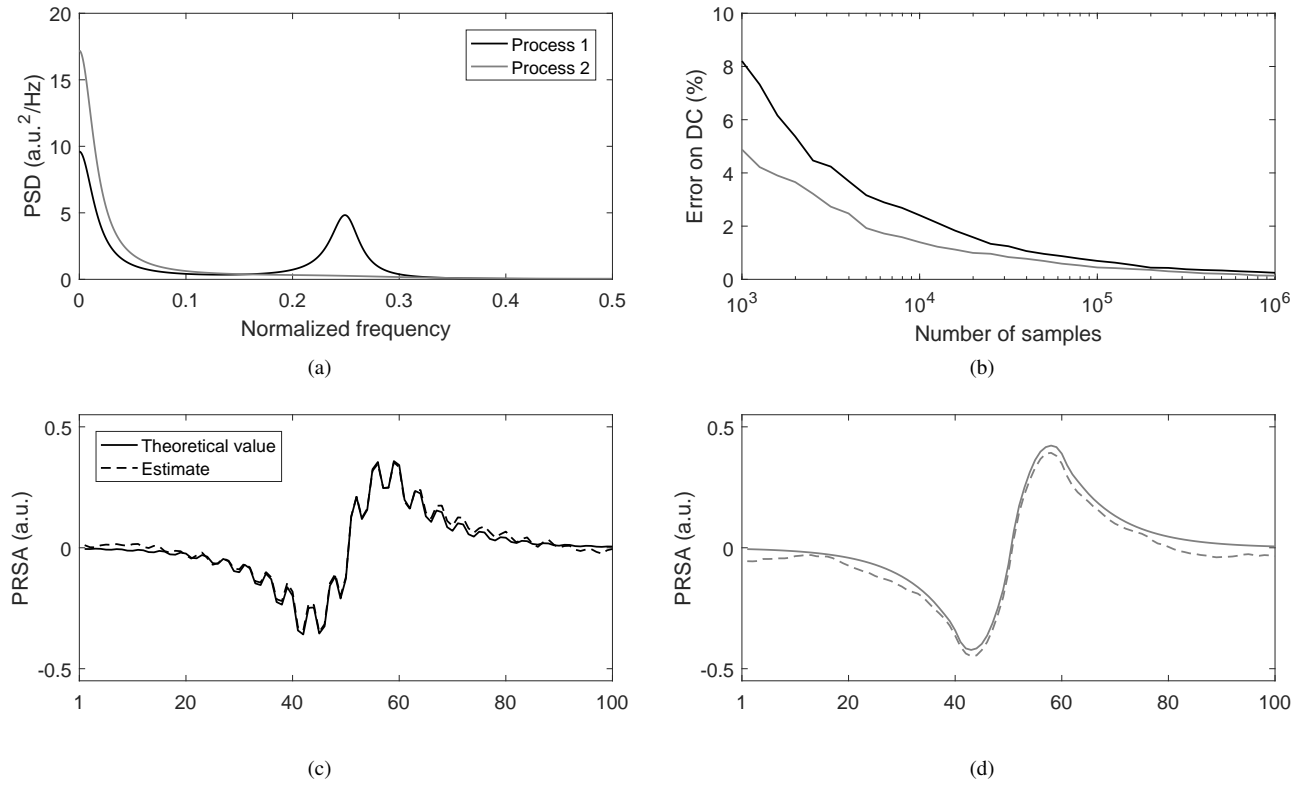 PSD (a.u.²/Hz)
20
15
10
5
0
Process 1
Process 2
0 0.1 0.2 0.3 0.4 0.5
Normalized frequency
(a)
Error on DC (%)
10
8
6
4
2
0
10³ 10⁴ 10⁵ 10⁶
Number of samples
(b)
PRSA (a.u.)
0.5
0
-0.5
Theoretical value
Estimate
1 20 40 60 80 100
(c)
PRSA (a.u.)
0.5
0
-0.5
1 20 40 60 80 100
(d)